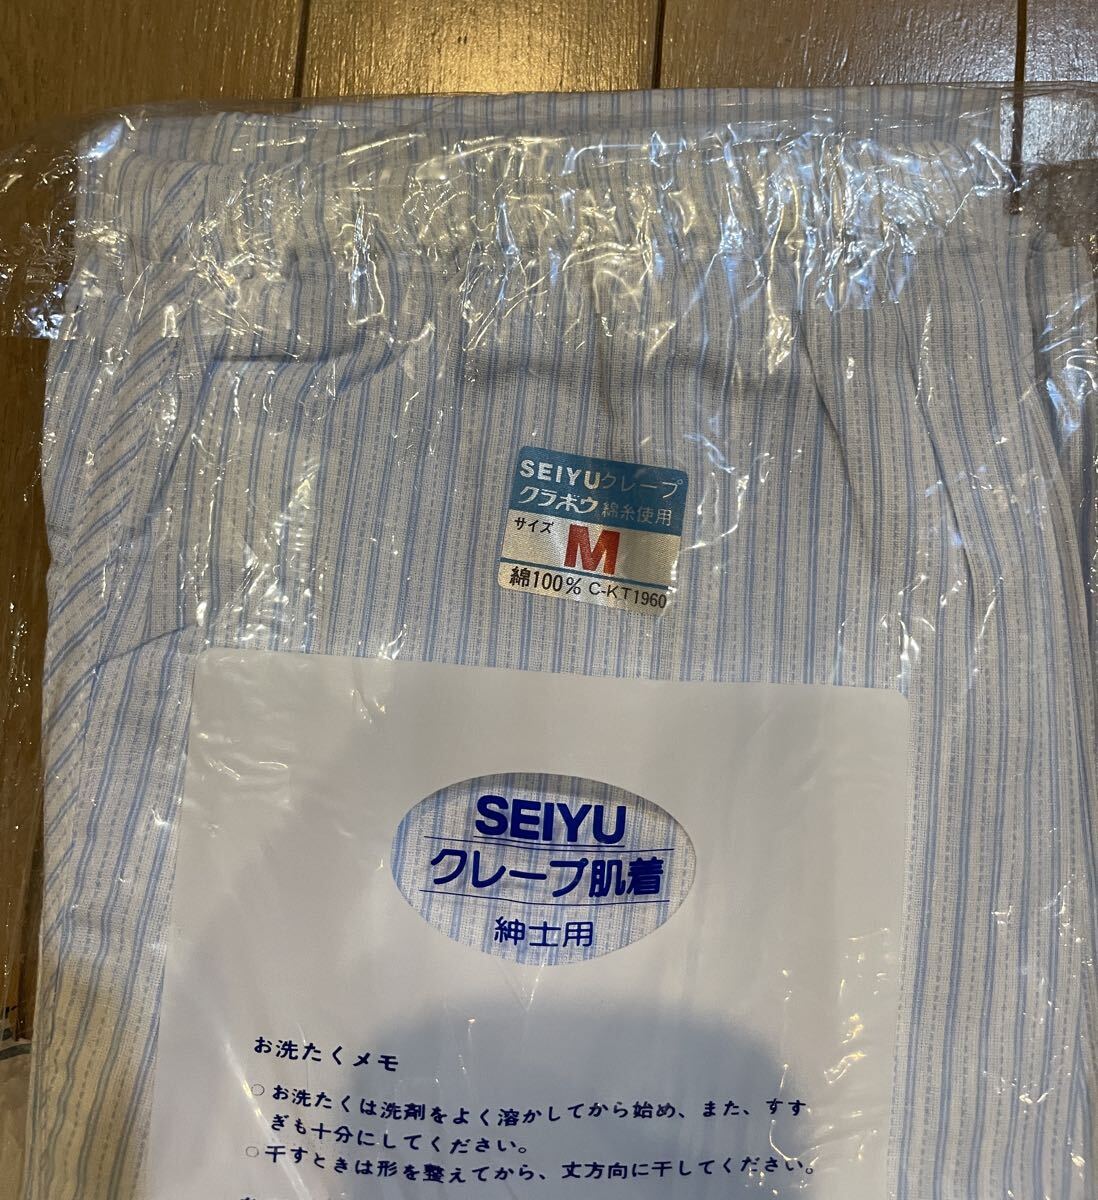 SEIYUクレープ
クラボウ綿糸使用
サイズ
M
綿100% C-KT1960
SEIYU
クレープ肌着
紳士用
お洗たくメモ
○お洗たくは洗剤をよく溶かしてから始め、また、すす
ぎも十分にしてください。
○干すときは形を整えてから、丈方向に干してください。